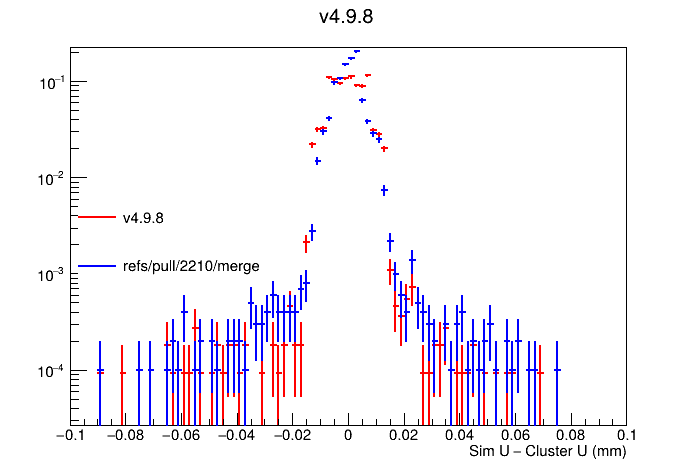 v4.9.8
10⁻¹
10⁻²
v4.9.8
refs/pull/2210/merge
10⁻³
10⁻⁴
−0.1 −0.08 −0.06 −0.04 −0.02 0 0.02 0.04 0.06 0.08 0.1
Sim U − Cluster U (mm)